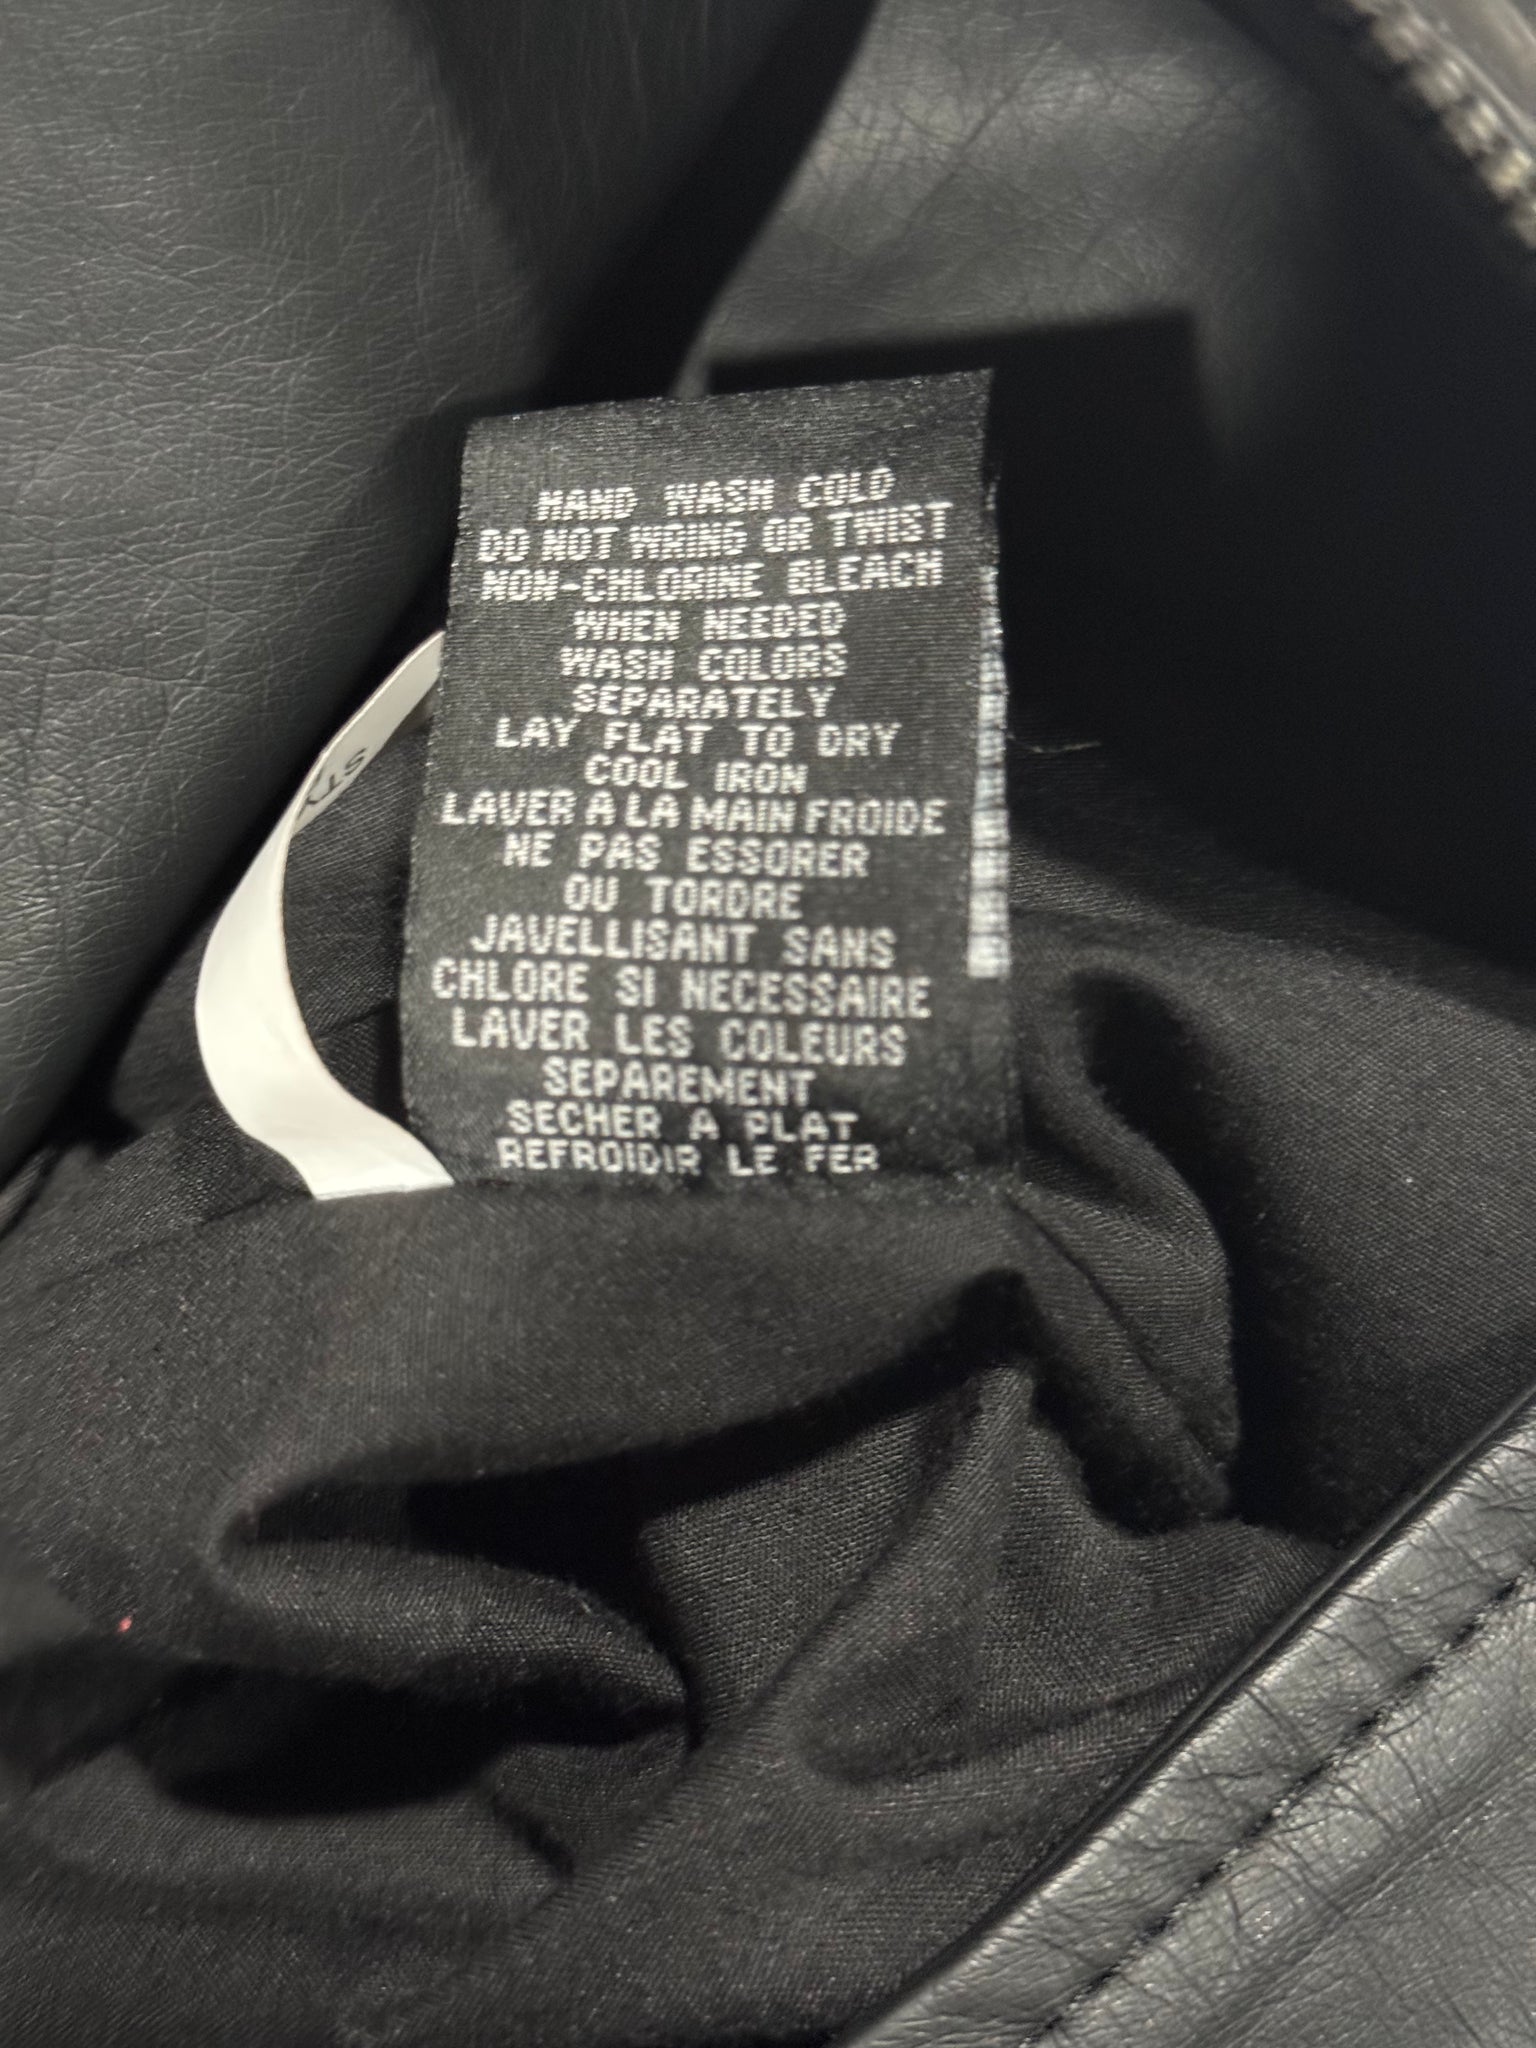 HAND WASH COLD
DO NOT WRING OR TWIST
NON-CHLORINE BLEACH
WHEN NEEDED
WASH COLORS
SEPARATELY
LAY FLAT TO DRY
COOL IRON
LAVER A LA MAIN FROIDE
NE PAS ESSORER
OU TORDRE
JAVELLISANT SANS
CHLORE SI NECESSAIRE
LAVER LES COLEURS
SEPAREMENT
SECHER A PLAT
REFROIDIR LE FER